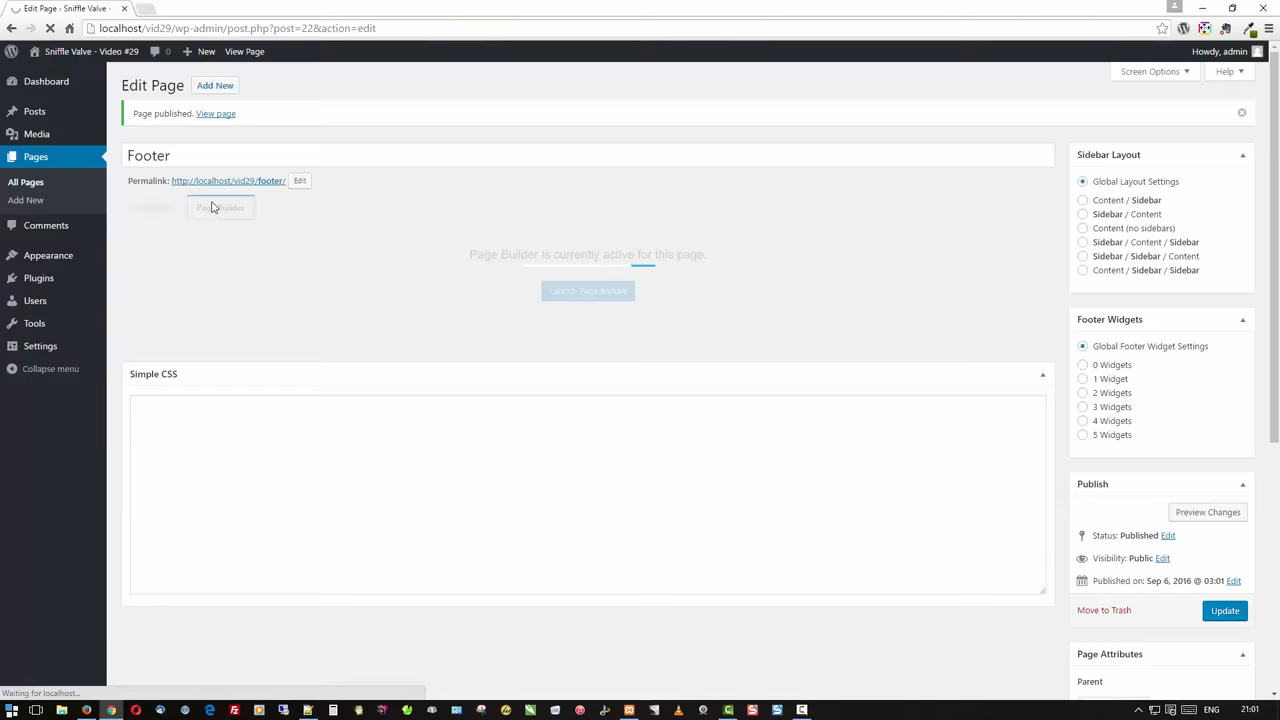 Edit Page ‹ Sniffle Valve -
localhost/vid29/wp-admin/post.php?post=22&action=edit
Sniffle Valve - Video #29
0
New
View Page
Howdy, admin
Screen Options
Help
Dashboard
Posts
Media
Pages
All Pages
Add New
Comments
Appearance
Plugins
Users
Tools
Settings
Collapse menu
Edit Page
Add New
Page published. View page
Footer
Permalink: http://localhost/vid29/footer/
Edit
Page Builder
Page Builder is currently active for this page.
Launch Page Builder
Simple CSS
Sidebar Layout
Global Layout Settings
Content / Sidebar
Sidebar / Content
Content (no sidebars)
Sidebar / Content / Sidebar
Sidebar / Sidebar / Content
Content / Sidebar / Sidebar
Footer Widgets
Global Footer Widget Settings
0 Widgets
1 Widget
2 Widgets
3 Widgets
4 Widgets
5 Widgets
Publish
Preview Changes
Status: Published Edit
Visibility: Public Edit
Published on: Sep 6, 2016 @ 03:01 Edit
Move to Trash
Update
Page Attributes
Parent
Waiting for localhost...
ENG
21:01